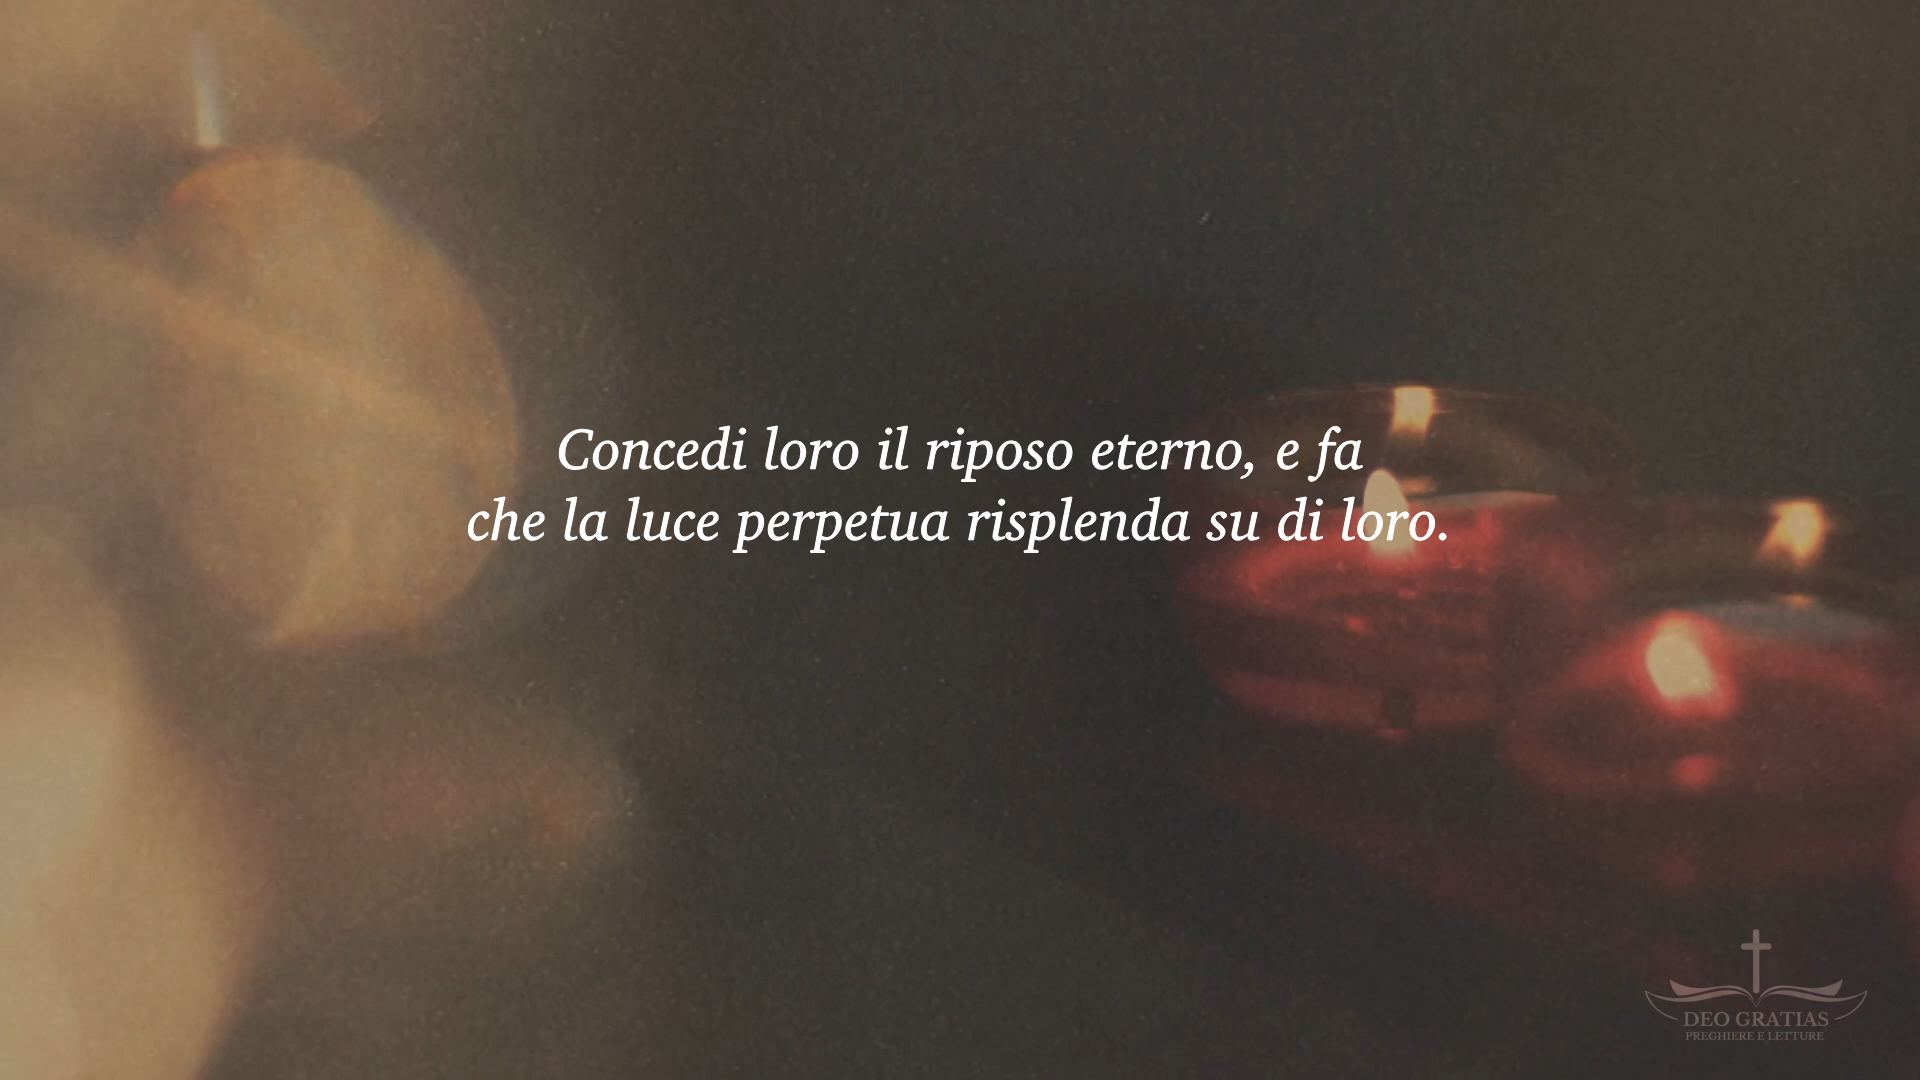 Concedi loro il riposo eterno, e fa
che la luce perpetua risplenda su di loro.
DEO GRATIAS
PREGHIERE E LETTURE